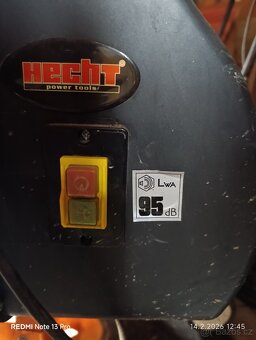 HECHT®
power tools
LWA
95 dB
REDMI Note 13 Pro
14.2.2026 12:45